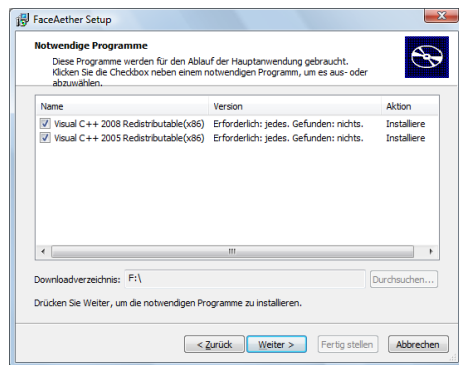 FaceAether Setup
Notwendige Programme
Diese Programme werden für den Ablauf der Hauptanwendung gebraucht.
Klicken Sie die Checkbox neben einem notwendigen Programm, um es aus- oder
abzuwählen.
Name Version Aktion
Visual C++ 2008 Redistributable(x86) Erforderlich: jedes. Gefunden: nichts. Installiere
Visual C++ 2005 Redistributable(x86) Erforderlich: jedes. Gefunden: nichts. Installiere
Downloadverzeichnis: F:\ Durchsuchen...
Drücken Sie Weiter, um die notwendigen Programme zu installieren.
< Zurück Weiter > Fertig stellen Abbrechen